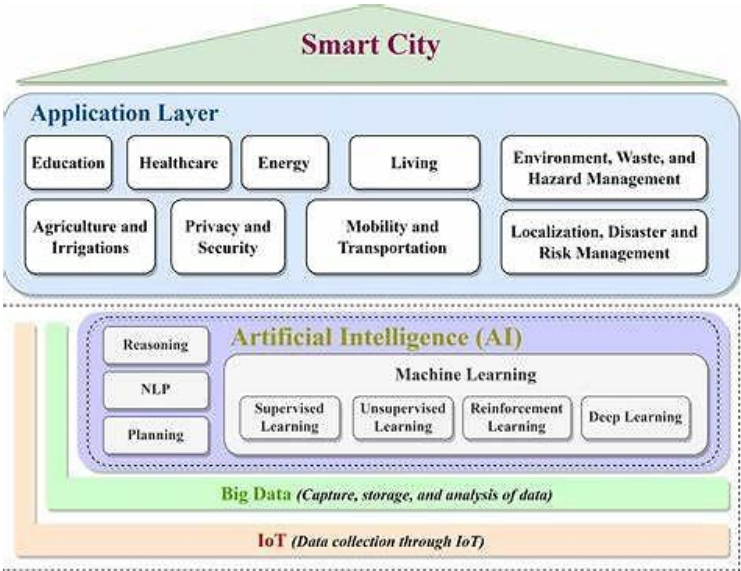 Smart City
Application Layer
Education
Healthcare
Energy
Living
Environment, Waste, and
Hazard Management
Agriculture and
Irrigations
Privacy and
Security
Mobility and
Transportation
Localization, Disaster and
Risk Management
Artificial Intelligence (AI)
Reasoning
NLP
Planning
Machine Learning
Supervised
Learning
Unsupervised
Learning
Reinforcement
Learning
Deep Learning
Big Data (Capture, storage, and analysis of data)
IoT (Data collection through IoT)